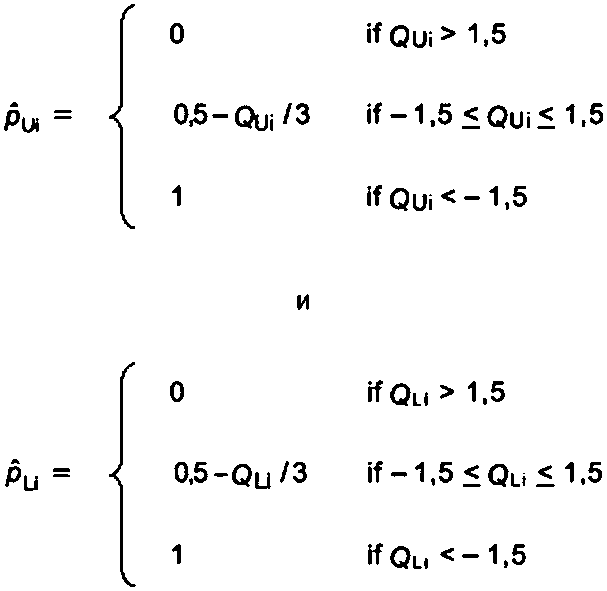 0 if QUi > 1,5
p̂Ui = { 0,5 – QUi /3 if – 1,5 ≤ QUi ≤ 1,5
1 if QUi < – 1,5
и
0 if QLi > 1,5
p̂Li = { 0,5 – QLi /3 if – 1,5 ≤ QLi ≤ 1,5
1 if QLi < – 1,5